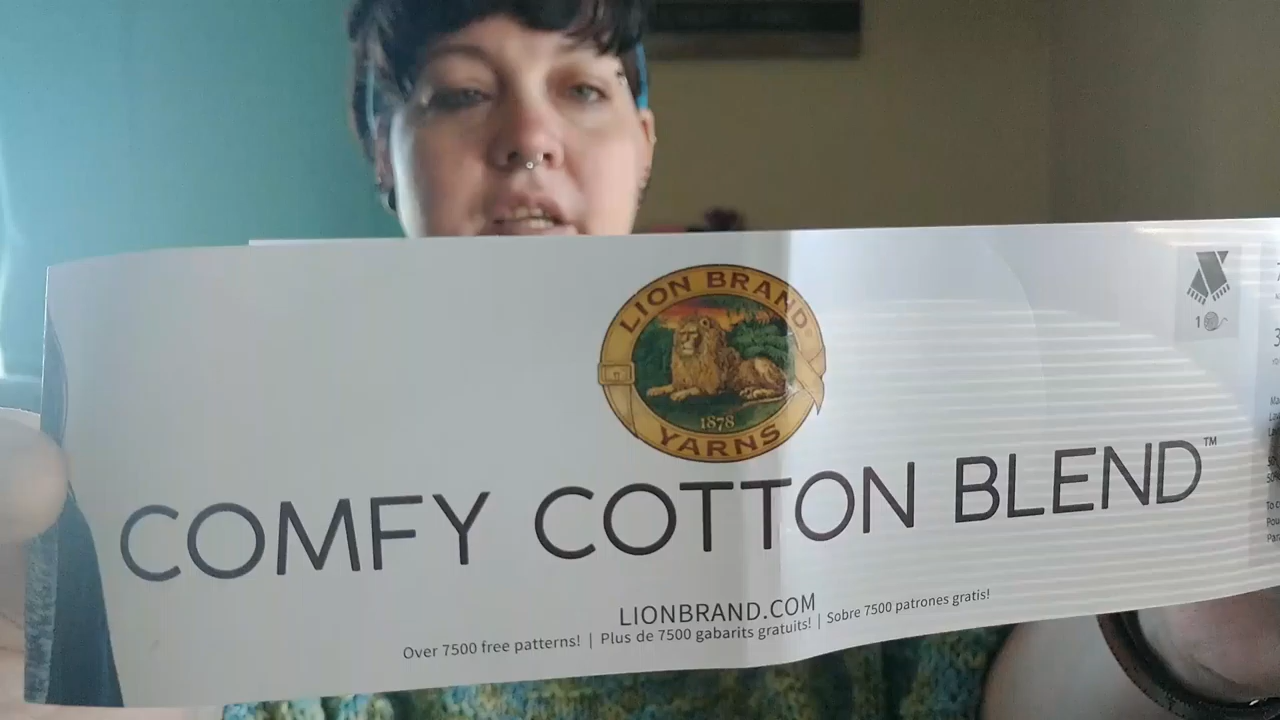 LION BRAND
1878
YARNS
COMFY COTTON BLEND™
LIONBRAND.COM
Over 7500 free patterns! | Plus de 7500 gabarits gratuits! | Sobre 7500 patrones gratis!
1